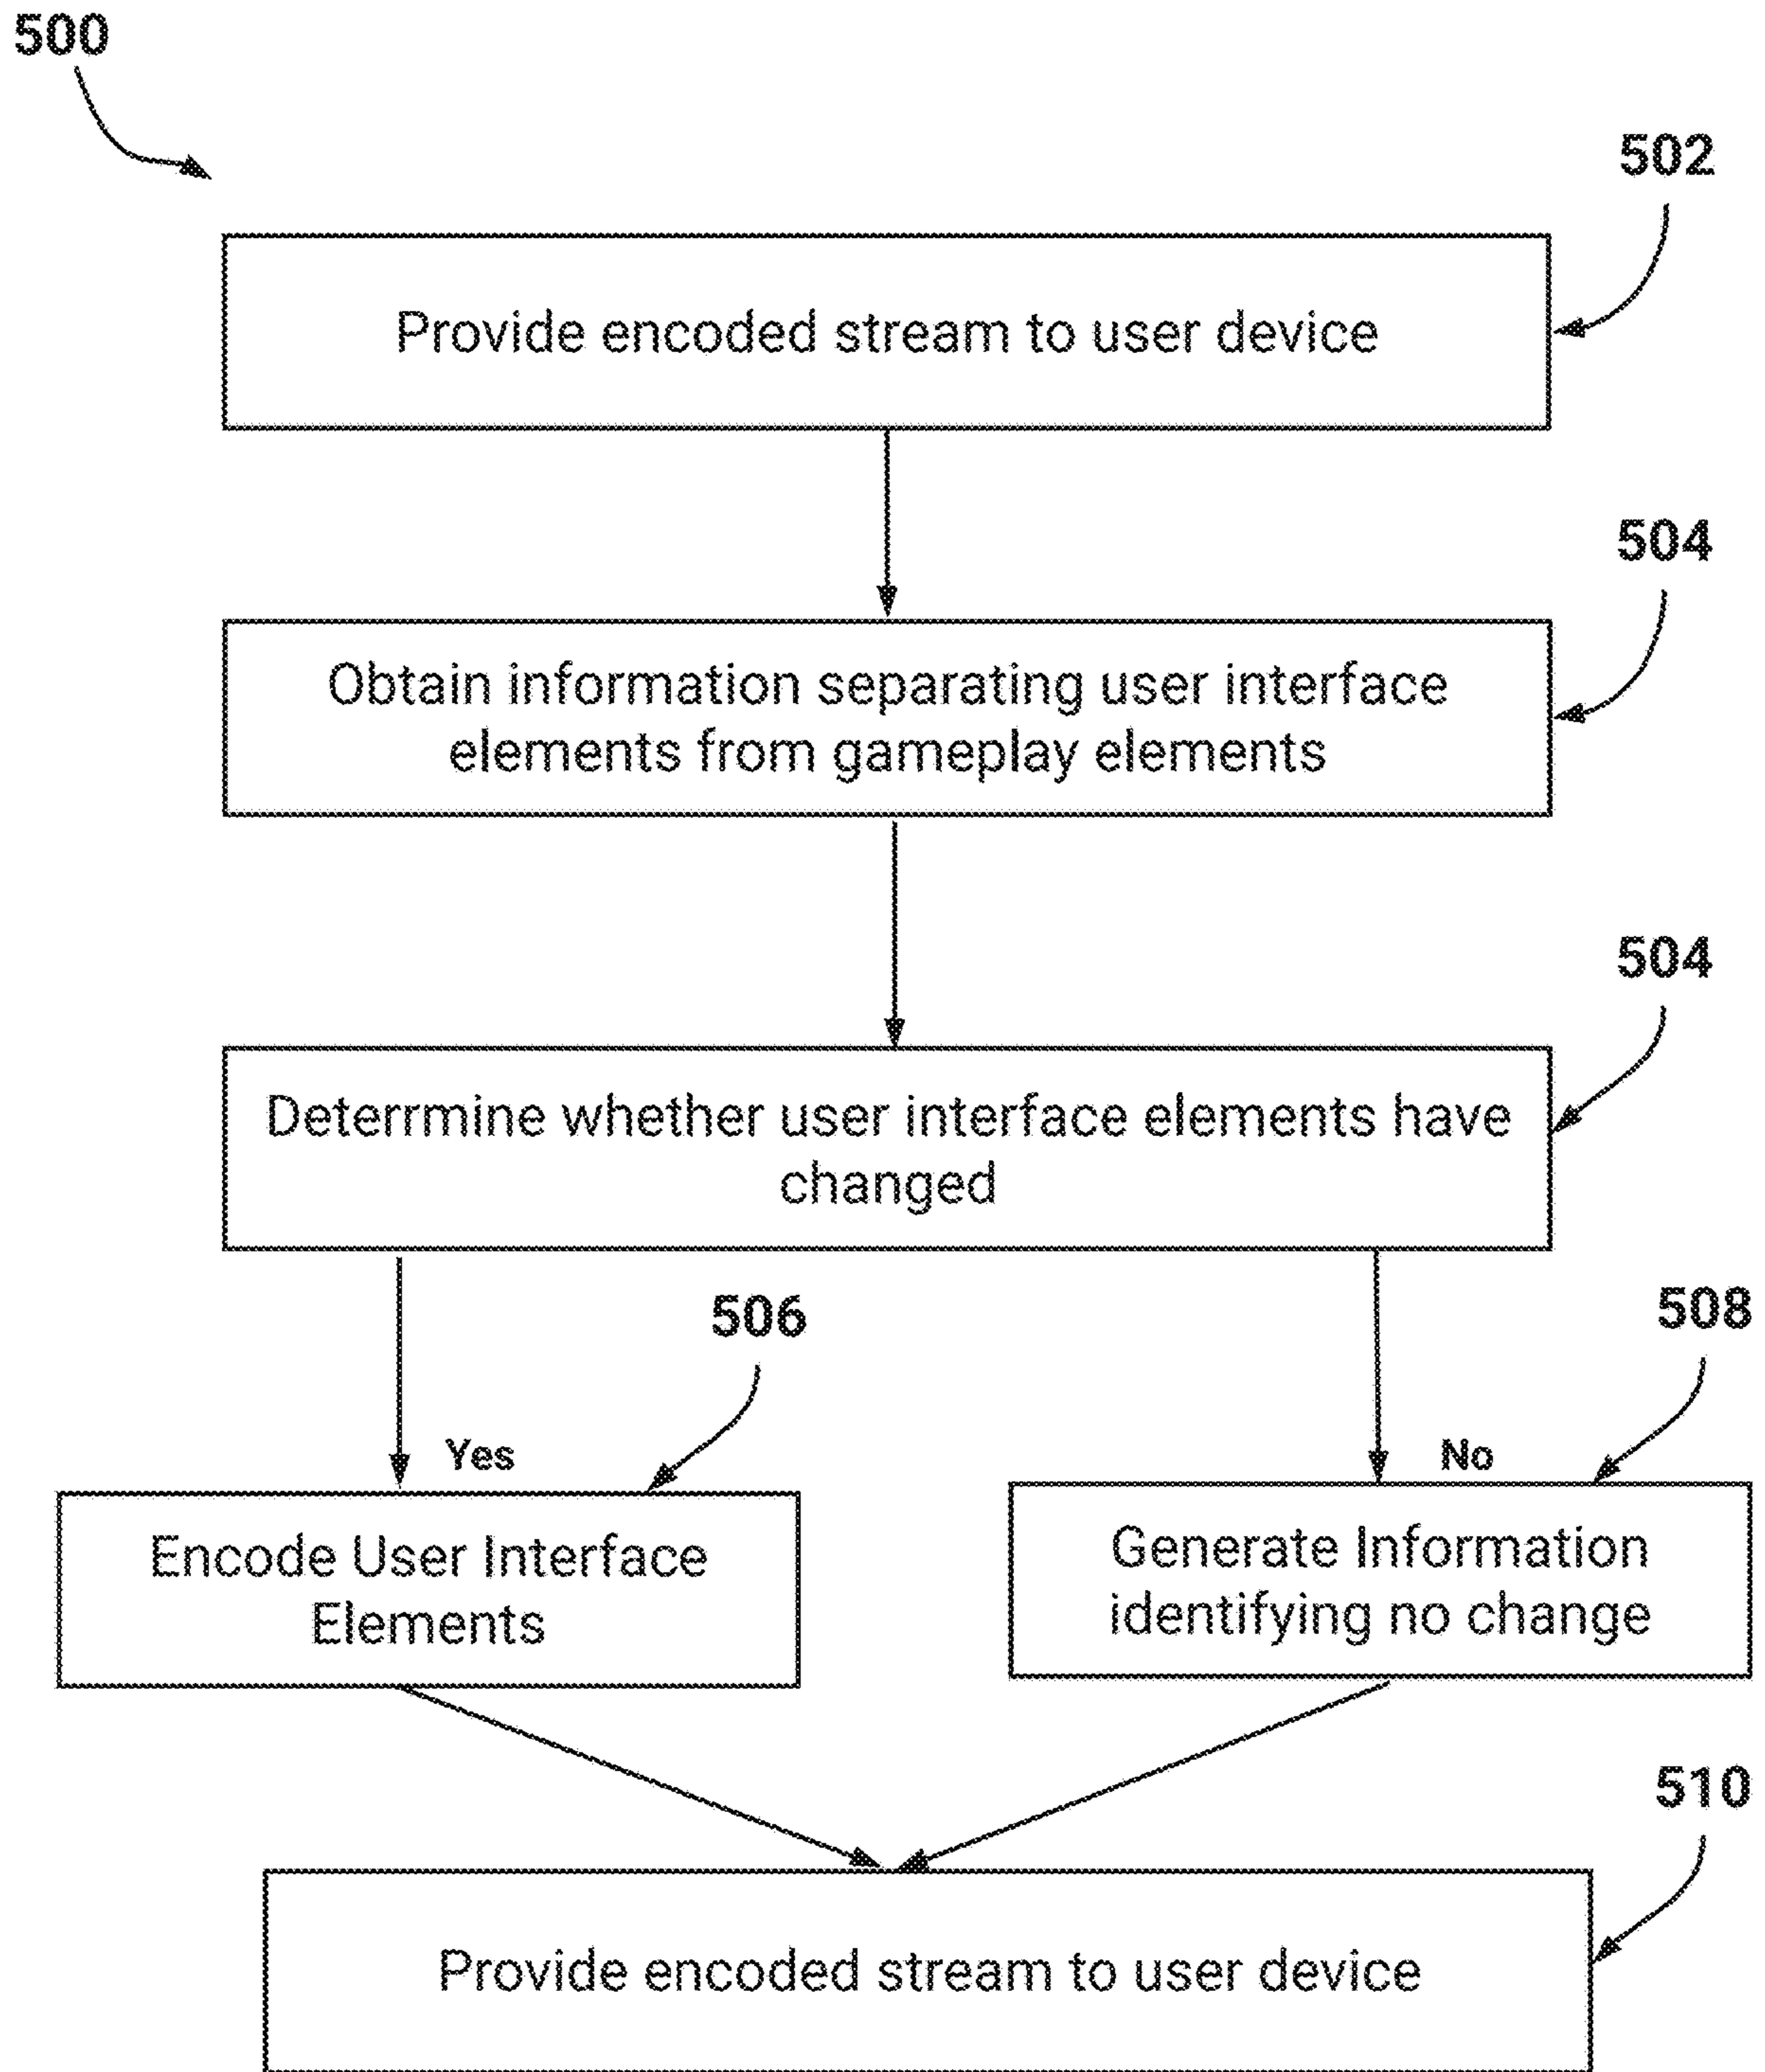 500
502
Provide encoded stream to user device
504
Obtain information separating user interface
elements from gameplay elements
504
Deterrmine whether user interface elements have
changed
506
508
Yes
No
Encode User Interface
Elements
Generate Information
identifying no change
510
Provide encoded stream to user device